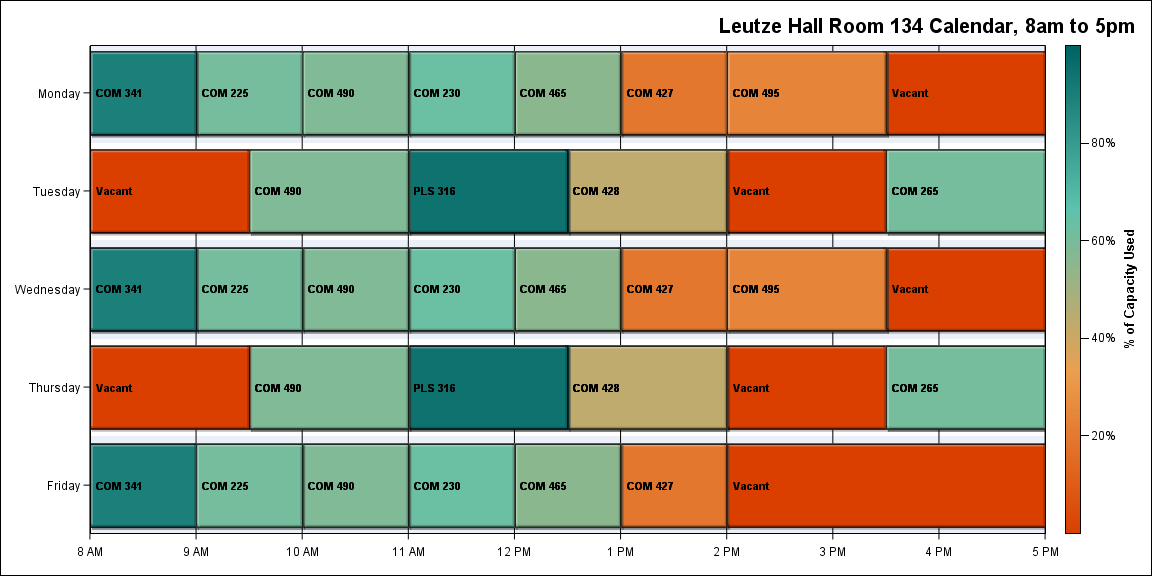 Leutze Hall Room 134 Calendar, 8am to 5pm
Monday
COM 341
COM 225
COM 490
COM 230
COM 465
COM 427
COM 495
Vacant
Tuesday
Vacant
COM 490
PLS 316
COM 428
Vacant
COM 265
Wednesday
COM 341
COM 225
COM 490
COM 230
COM 465
COM 427
COM 495
Vacant
Thursday
Vacant
COM 490
PLS 316
COM 428
Vacant
COM 265
Friday
COM 341
COM 225
COM 490
COM 230
COM 465
COM 427
Vacant
8 AM
9 AM
10 AM
11 AM
12 PM
1 PM
2 PM
3 PM
4 PM
5 PM
80%
60%
40%
20%
% of Capacity Used